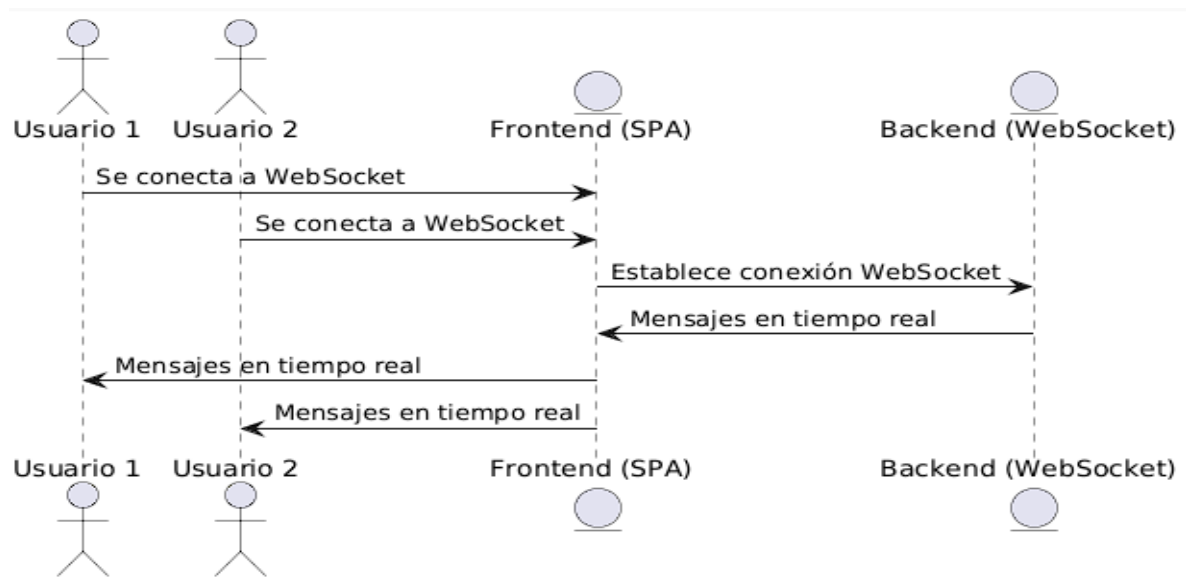 Usuario 1 Usuario 2 Frontend (SPA) Backend (WebSocket)
Se conecta a WebSocket
Se conecta a WebSocket
Establece conexión WebSocket
Mensajes en tiempo real
Mensajes en tiempo real
Mensajes en tiempo real
Usuario 1 Usuario 2 Frontend (SPA) Backend (WebSocket)